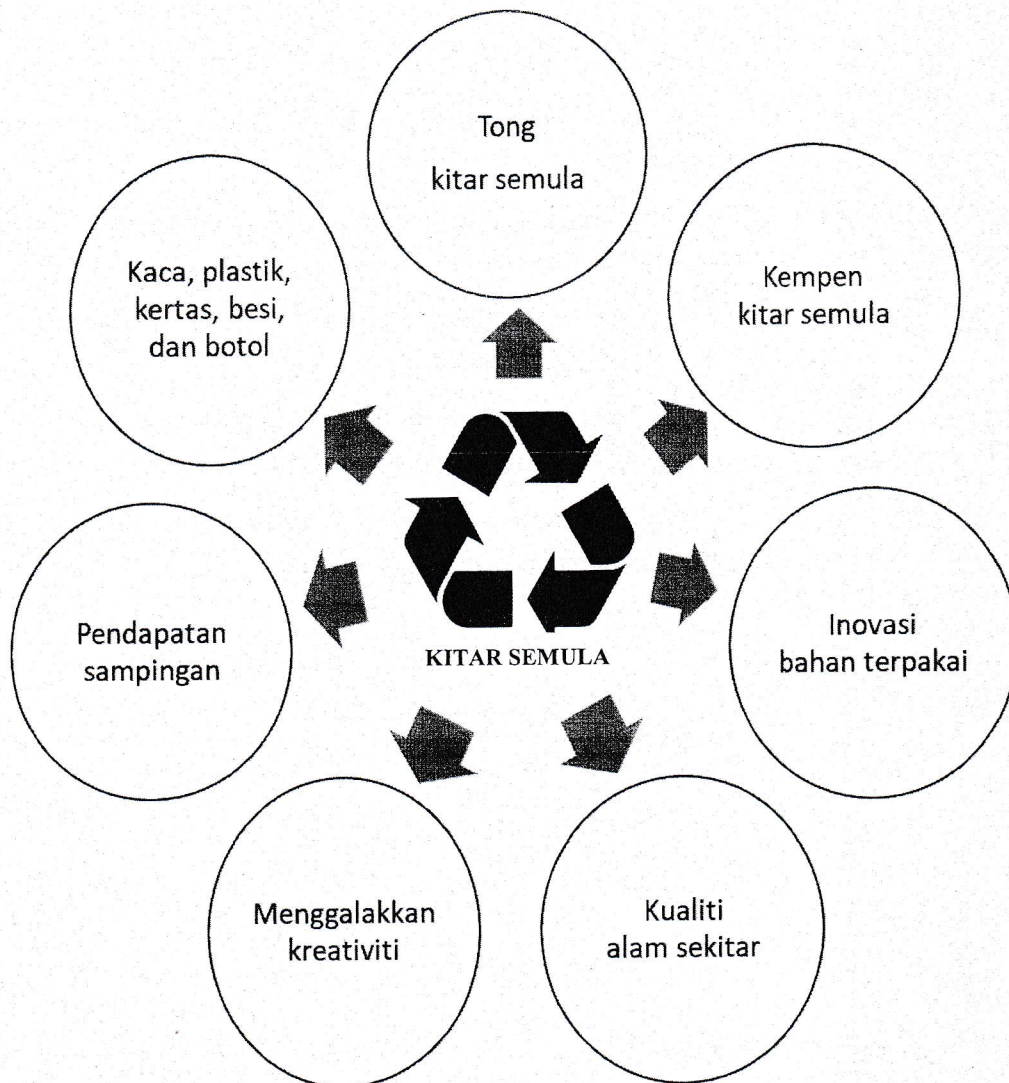 Tong
kitar semula
Kempen
kitar semula
Inovasi
bahan terpakai
Kualiti
alam sekitar
Menggalakkan
kreativiti
Pendapatan
sampingan
Kaca, plastik,
kertas, besi,
dan botol
KITAR SEMULA